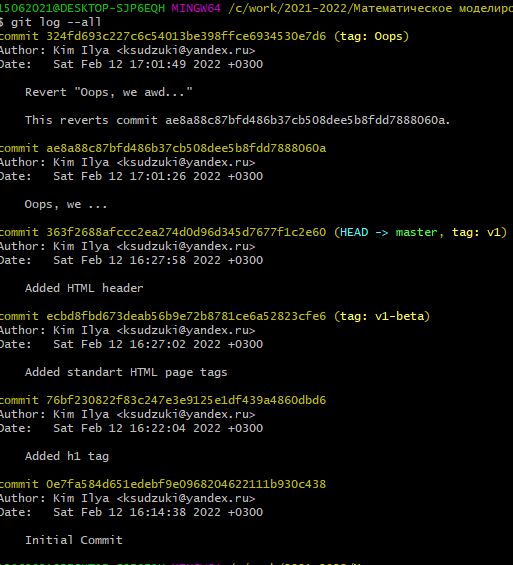 15062021@DESKTOP-SJP6EQH MINGW64 /c/work/2021-2022/Математическое моделиро
$ git log --all
commit 324fd693c227c6c54013be398ffce6934530e7d6 (tag: Oops)
Author: Kim Ilya <ksudzuki@yandex.ru>
Date:   Sat Feb 12 17:01:49 2022 +0300

    Revert "Oops, we awd..."

    This reverts commit ae8a88c87bfd486b37cb508dee5b8fdd7888060a.

commit ae8a88c87bfd486b37cb508dee5b8fdd7888060a
Author: Kim Ilya <ksudzuki@yandex.ru>
Date:   Sat Feb 12 17:01:26 2022 +0300

    Oops, we ...

commit 363f2688afccc2ea274d0d96d345d7677f1c2e60 (HEAD -> master, tag: v1)
Author: Kim Ilya <ksudzuki@yandex.ru>
Date:   Sat Feb 12 16:27:58 2022 +0300

    Added HTML header

commit ecbd8fbd673deab56b9e72b8781ce6a52823cfe6 (tag: v1-beta)
Author: Kim Ilya <ksudzuki@yandex.ru>
Date:   Sat Feb 12 16:27:02 2022 +0300

    Added standart HTML page tags

commit 76bf230822f83c247e3e9125e1df439a4860dbd6
Author: Kim Ilya <ksudzuki@yandex.ru>
Date:   Sat Feb 12 16:22:04 2022 +0300

    Added h1 tag

commit 0e7fa584d651edebf9e0968204622111b930c438
Author: Kim Ilya <ksudzuki@yandex.ru>
Date:   Sat Feb 12 16:14:38 2022 +0300

    Initial Commit